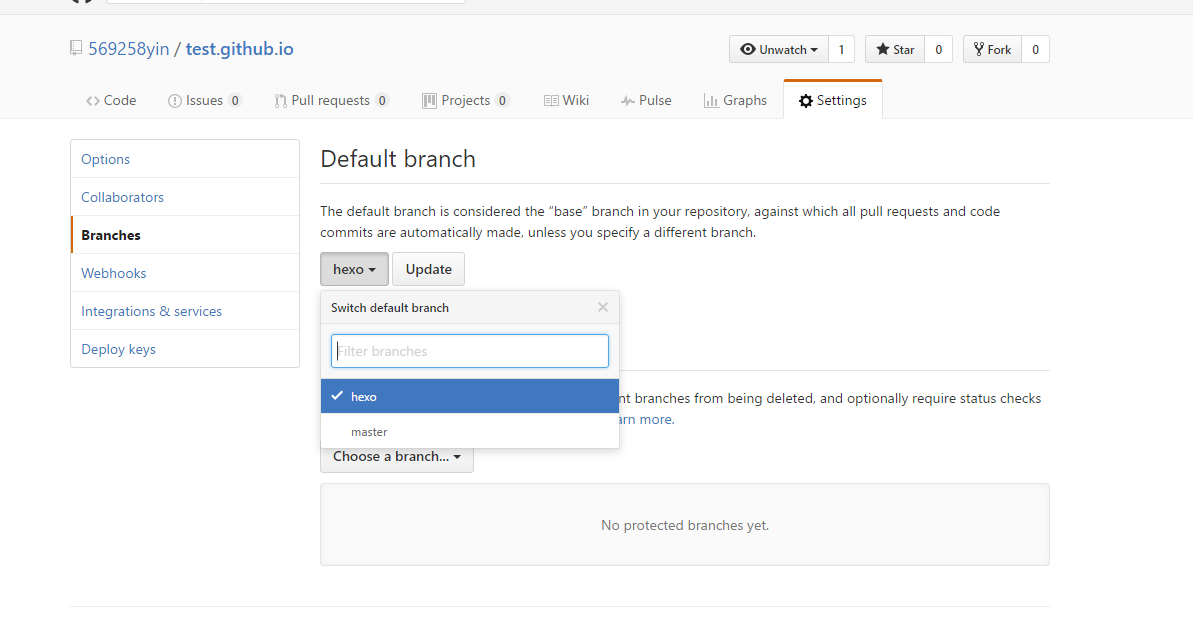 569258yin / test.github.io
Unwatch 1 Star 0 Fork 0
Code Issues 0 Pull requests 0 Projects 0 Wiki Pulse Graphs Settings
Options
Collaborators
Branches
Webhooks
Integrations & services
Deploy keys
Default branch
The default branch is considered the “base” branch in your repository, against which all pull requests and code
commits are automatically made, unless you specify a different branch.
hexo Update
Switch default branch
Filter branches
hexo
master
nt branches from being deleted, and optionally require status checks
arn more.
Choose a branch...
No protected branches yet.